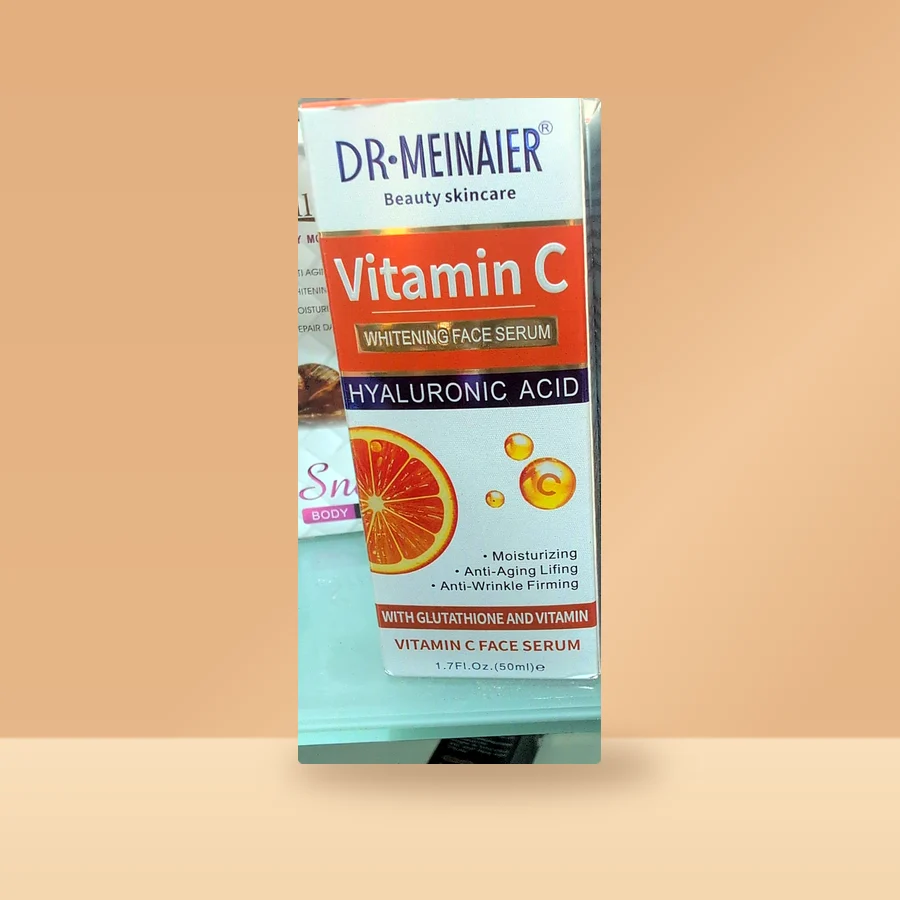 DR·MEINAIER®
Beauty skincare
Vitamin C
WHITENING FACE SERUM
HYALURONIC ACID
C
• Moisturizing
• Anti-Aging Lifing
• Anti-Wrinkle Firming
WITH GLUTATHIONE AND VITAMIN
VITAMIN C FACE SERUM
1.7Fl.Oz.(50ml)e
BODY